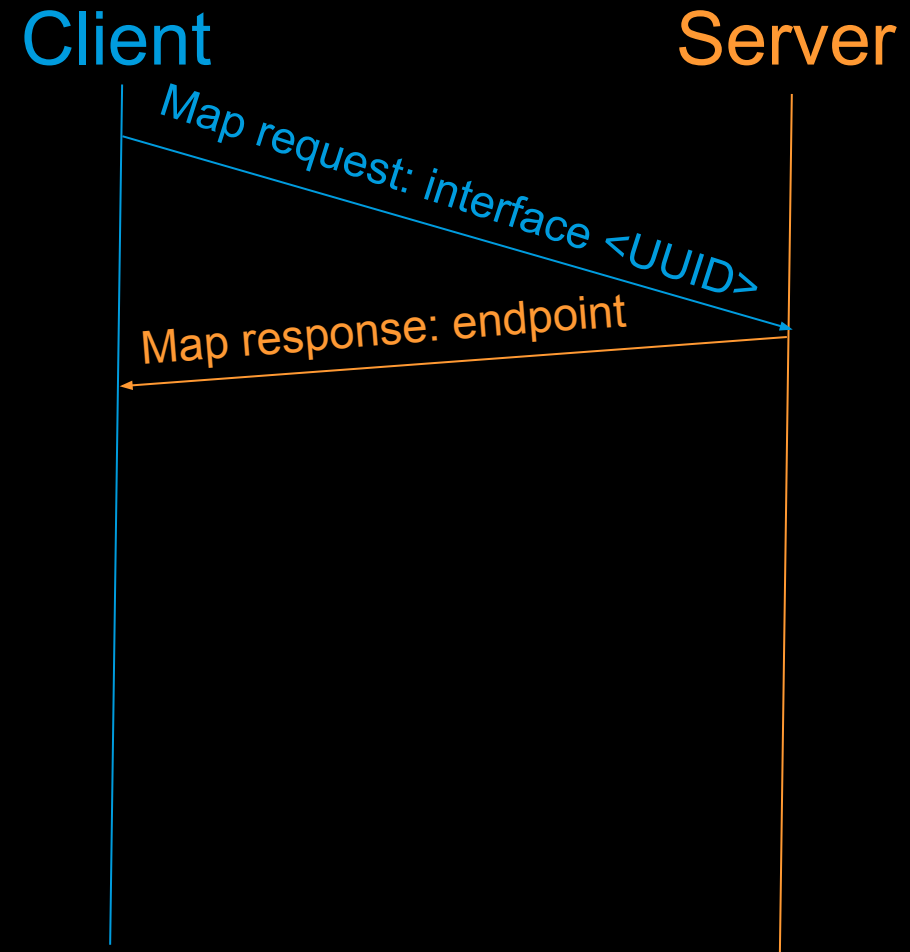 Client
Server
Map request: interface <UUID>
Map response: endpoint